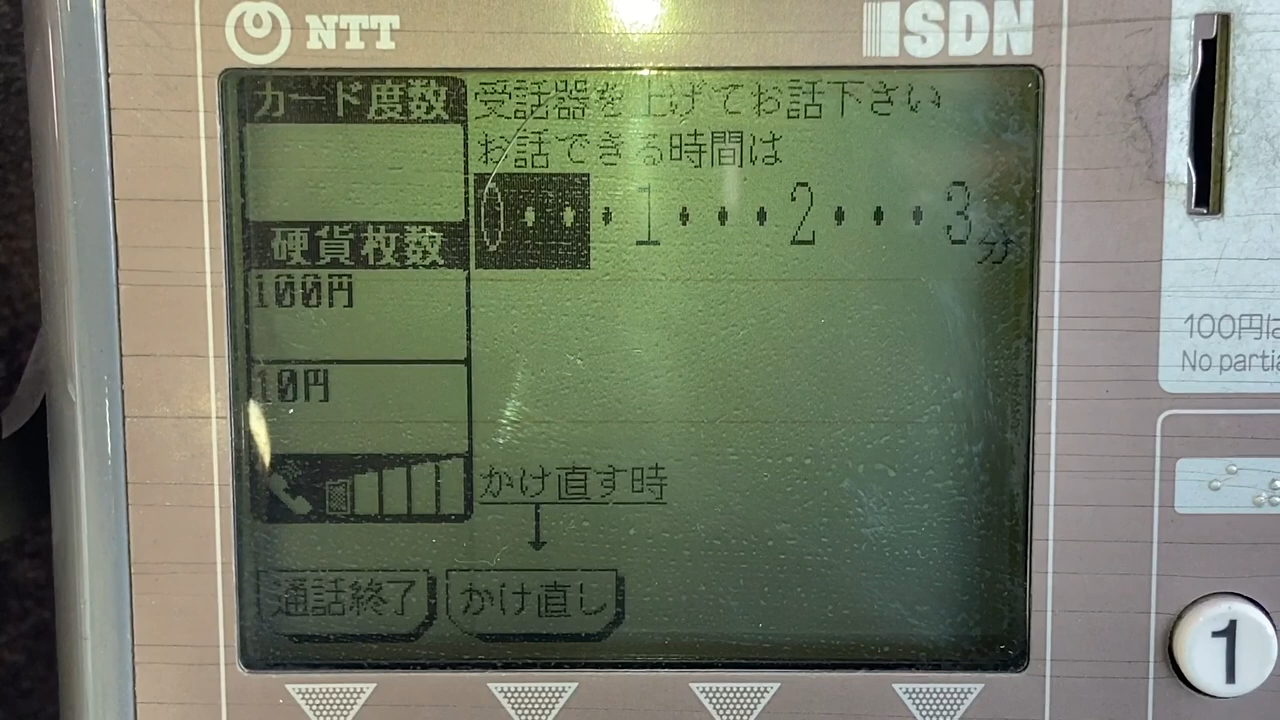 NTT
ISDN
カード度数
受話器を上げてお話下さい
お話できる時間は
0・・・1・・・2・・・3分
硬貨枚数
100円
10円
かけ直す時
通話終了
かけ直し
100円は
No partia
1